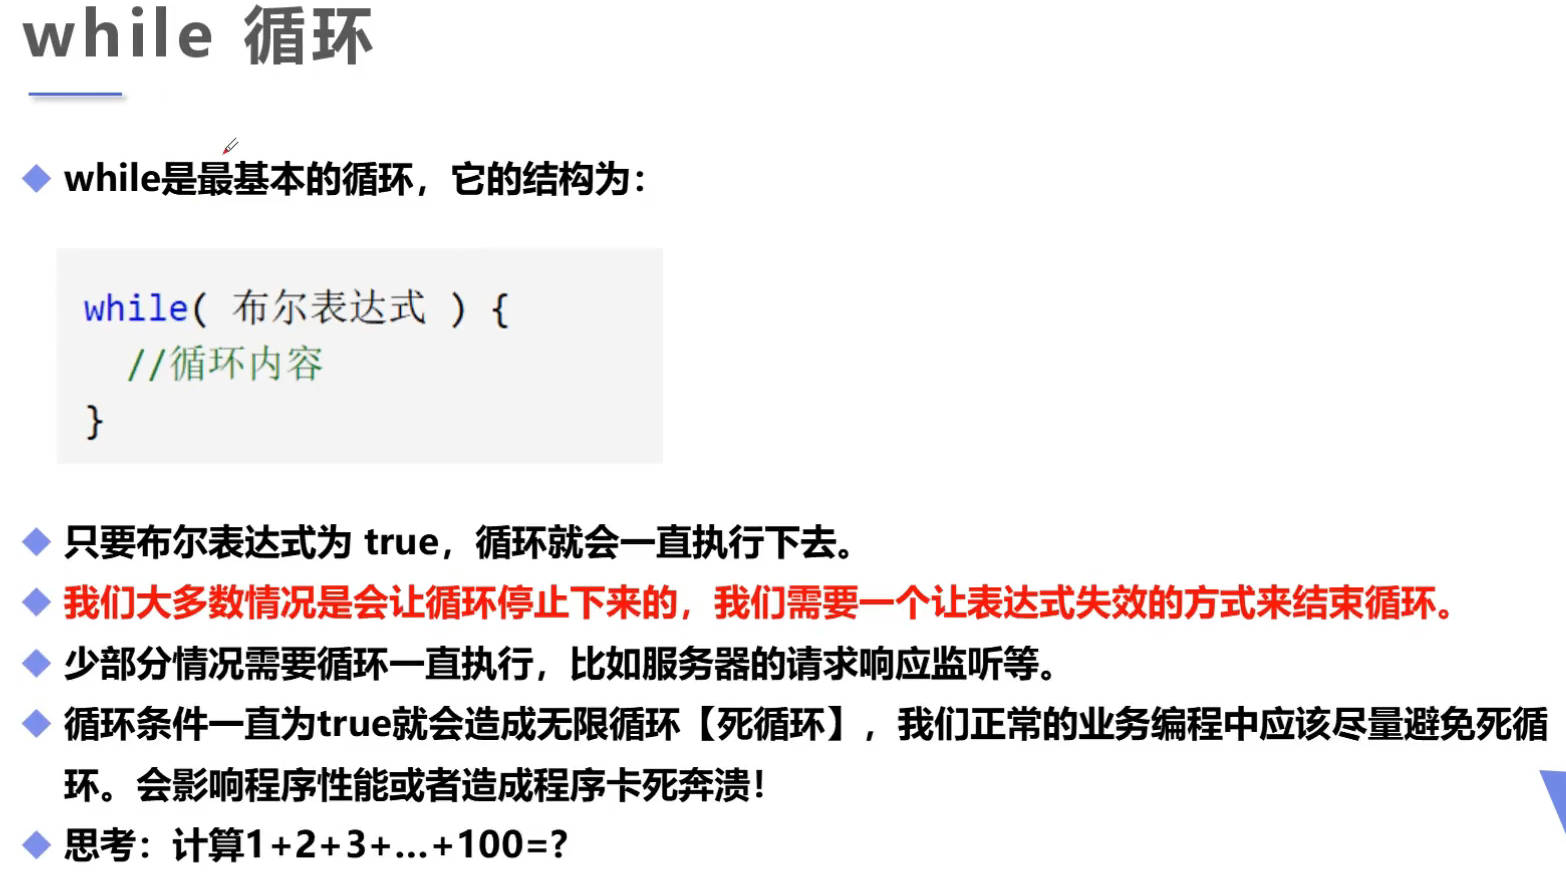 while 循环
while是最基本的循环，它的结构为：
while( 布尔表达式 ) {
//循环内容
}
只要布尔表达式为 true，循环就会一直执行下去。
我们大多数情况是会让循环停止下来的，我们需要一个让表达式失效的方式来结束循环。
少部分情况需要循环一直执行，比如服务器的请求响应监听等。
循环条件一直为true就会造成无限循环【死循环】，我们正常的业务编程中应该尽量避免死循
环。会影响程序性能或者造成程序卡死奔溃！
思考：计算1+2+3+...+100=?